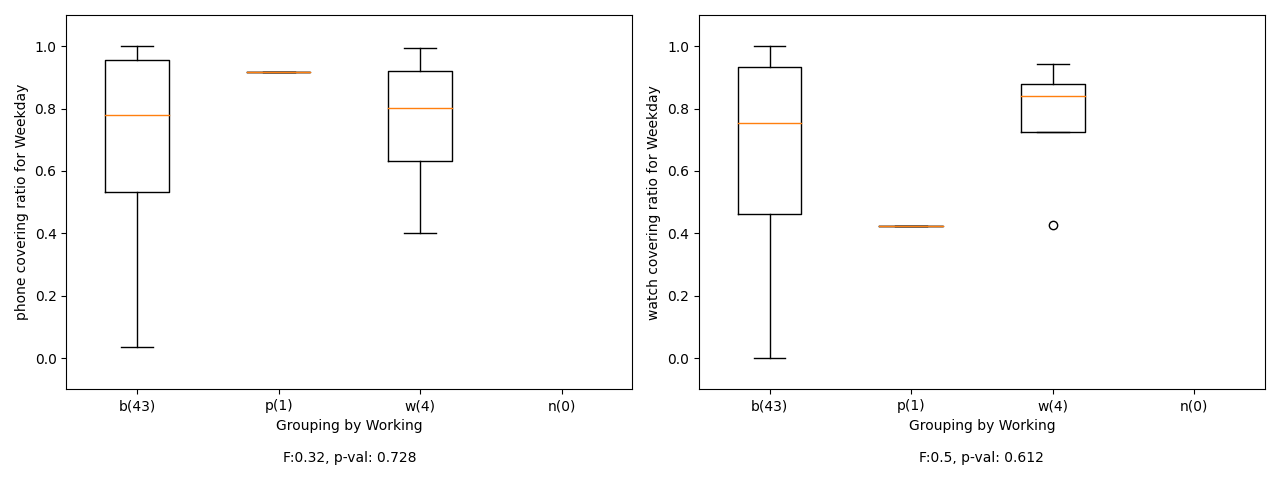 phone covering ratio for Weekday
1.0
0.8
0.6
0.4
0.2
0.0
b(43) p(1) w(4) n(0)
Grouping by Working
F:0.32, p-val: 0.728
watch covering ratio for Weekday
1.0
0.8
0.6
0.4
0.2
0.0
b(43) p(1) w(4) n(0)
Grouping by Working
F:0.5, p-val: 0.612